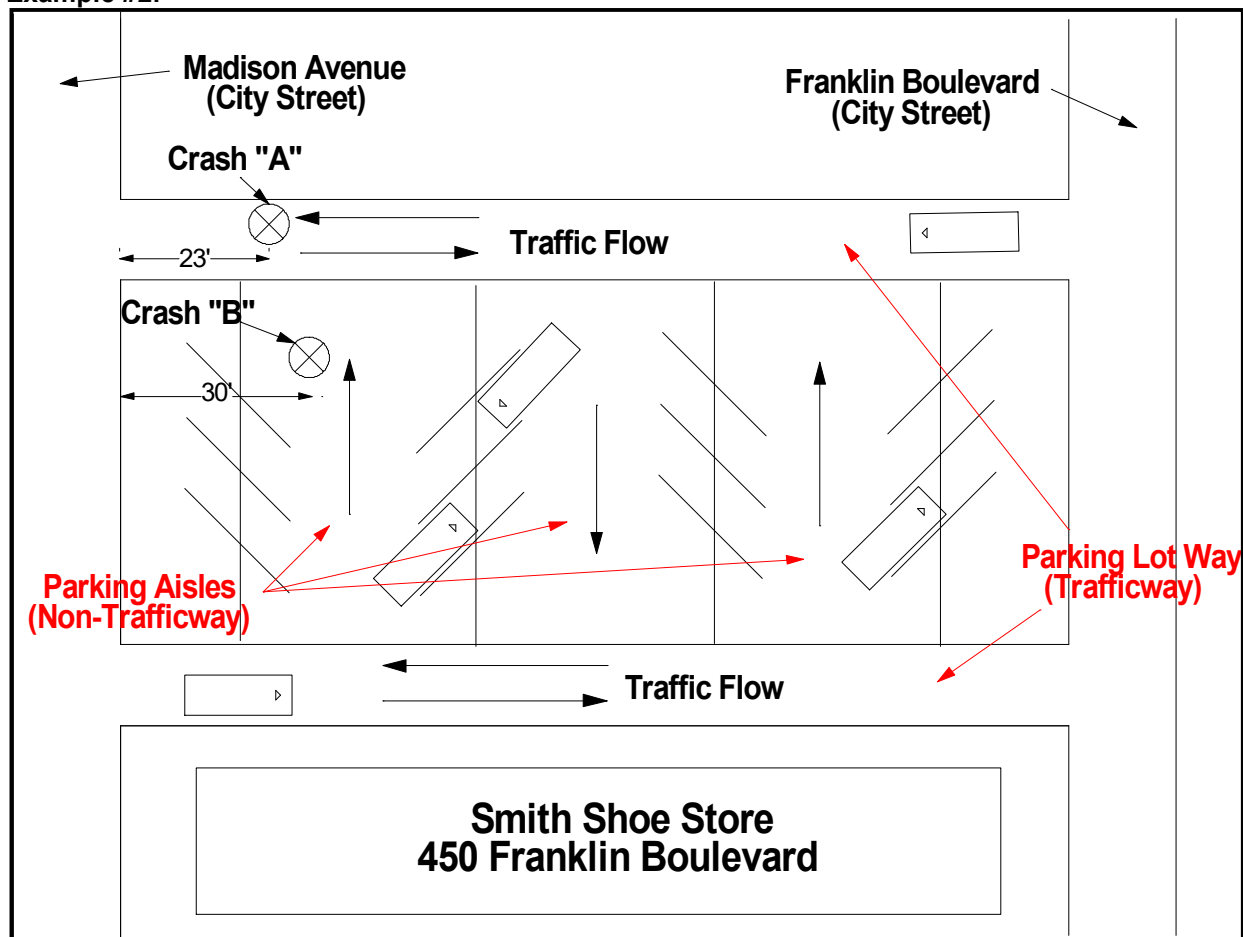 Madison Avenue
(City Street)
Franklin Boulevard
(City Street)
Crash "A"
Traffic Flow
23'
Crash "B"
30'
Parking Aisles
(Non-Trafficway)
Parking Lot Way
(Trafficway)
Traffic Flow
Smith Shoe Store
450 Franklin Boulevard